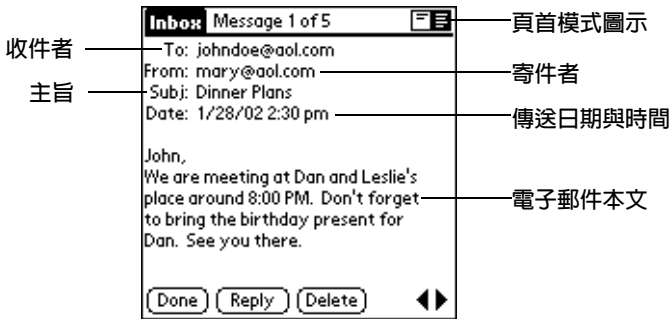 Inbox Message 1 of 5
頁首模式圖示
收件者
To: johndoe@aol.com
From: mary@aol.com
寄件者
主旨
Subj: Dinner Plans
Date: 1/28/02 2:30 pm
傳送日期與時間
John,
We are meeting at Dan and Leslie's
place around 8:00 PM. Don't forget
to bring the birthday present for
Dan. See you there.
電子郵件本文
Done Reply Delete